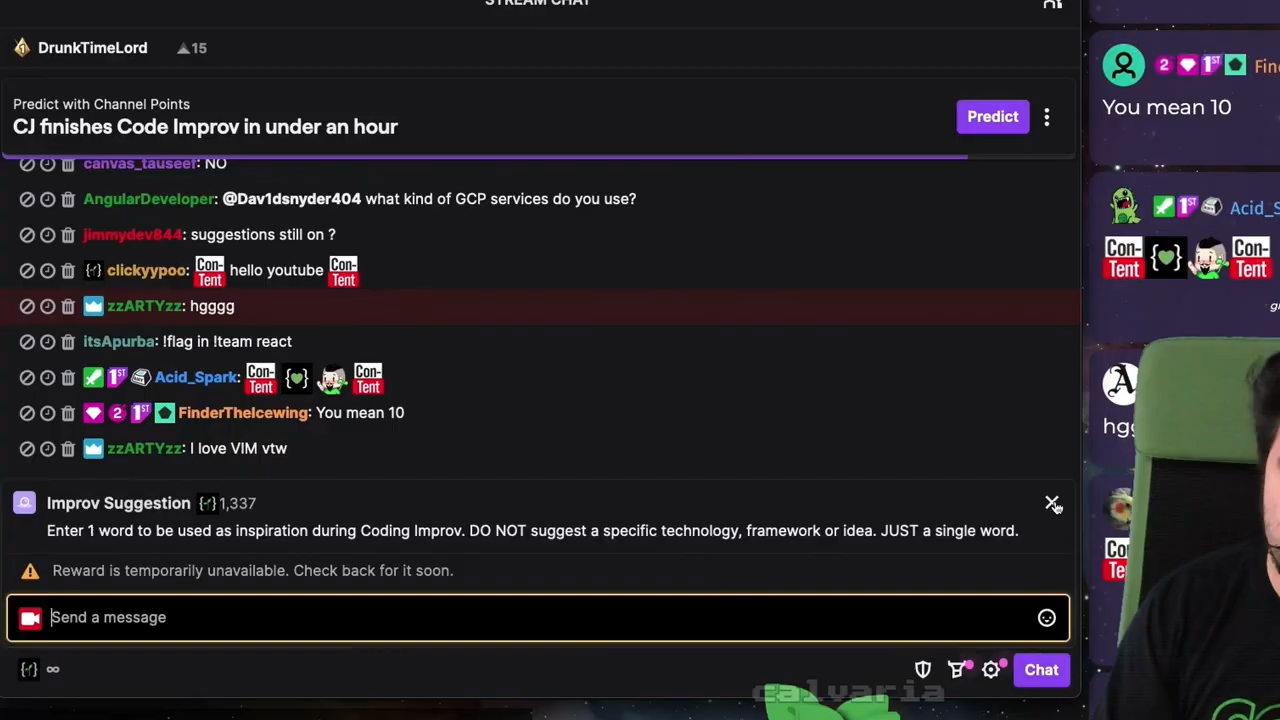 STREAM CHAT
DrunkTimeLord
15
Predict with Channel Points
CJ finishes Code Improv in under an hour
Predict
canvas_tauseef: NO
AngularDeveloper: @Dav1dsnyder404 what kind of GCP services do you use?
jimmydev844: suggestions still on ?
clickyypoo: Con-Tent hello youtube Con-Tent
zzARTYzz: hgggg
itsApurba: !flag in !team react
1ST Acid_Spark: Con-Tent Con-Tent
2 1ST FinderTheIcewing: You mean 10
zzARTYzz: I love VIM vtw
Improv Suggestion 1,337
Enter 1 word to be used as inspiration during Coding Improv. DO NOT suggest a specific technology, framework or idea. JUST a single word.
Reward is temporarily unavailable. Check back for it soon.
Send a message
Chat
calvaria
2 1ST
You mean 10
1ST Acid_S
Con-Tent Con-Tent